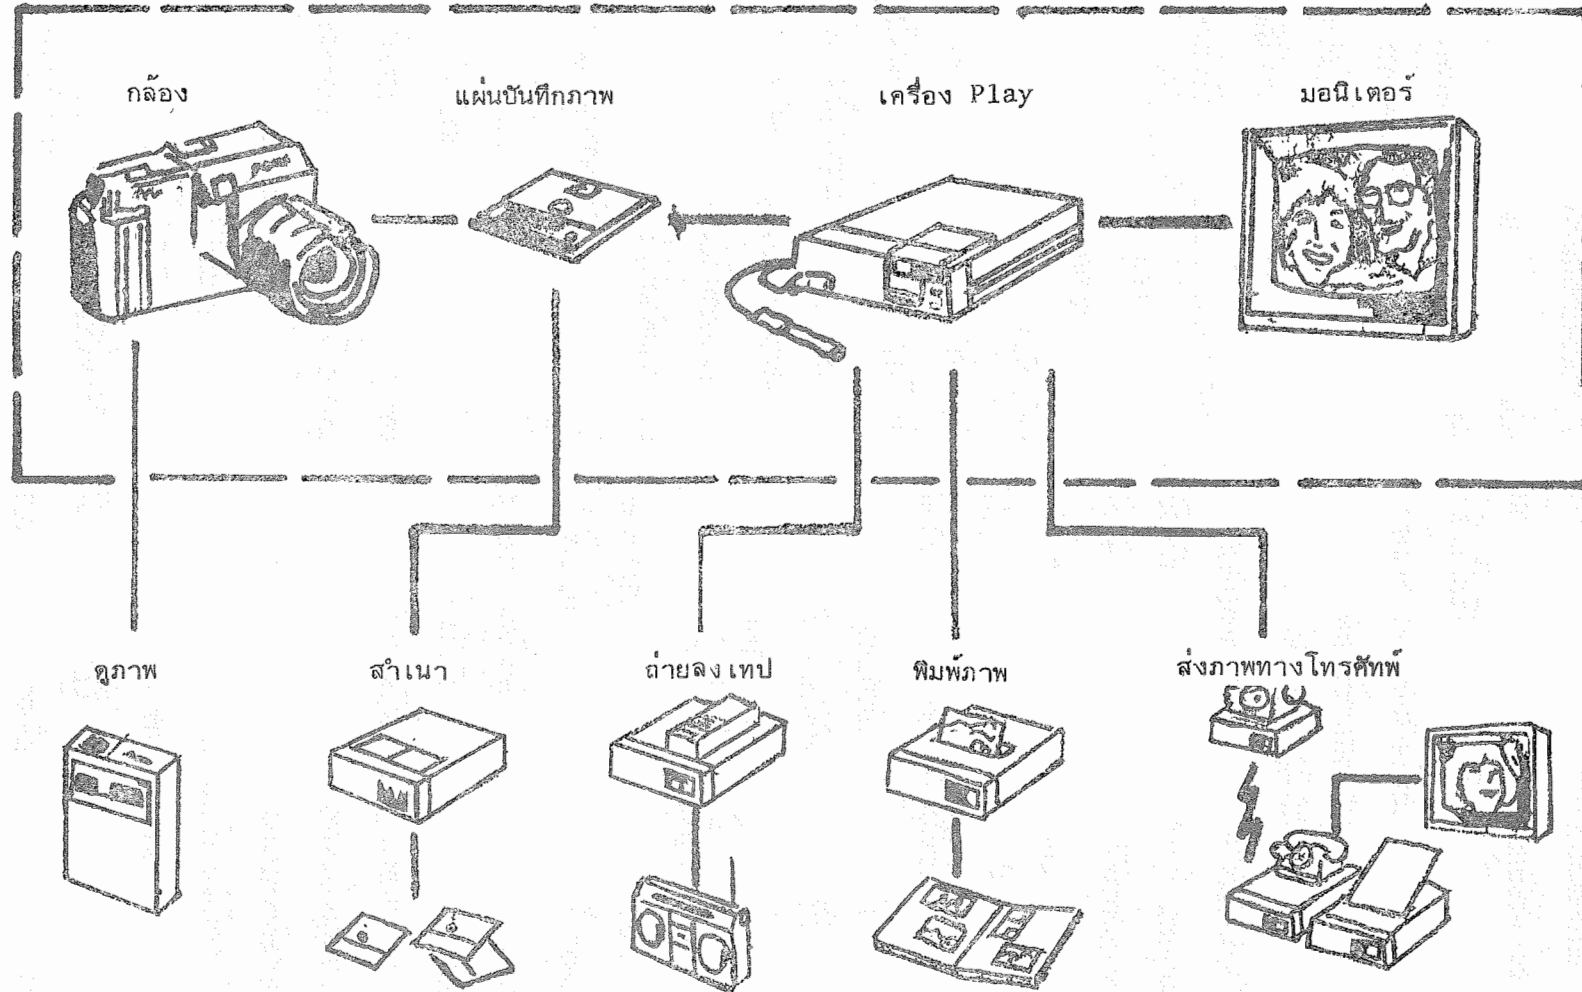 กล้อง
แผ่นบันทึกภาพ
เครื่อง Play
มอนิเตอร์
ดูภาพ
สำเนา
ถ่ายลงเทป
พิมพ์ภาพ
ส่งภาพทางโทรศัทพ์